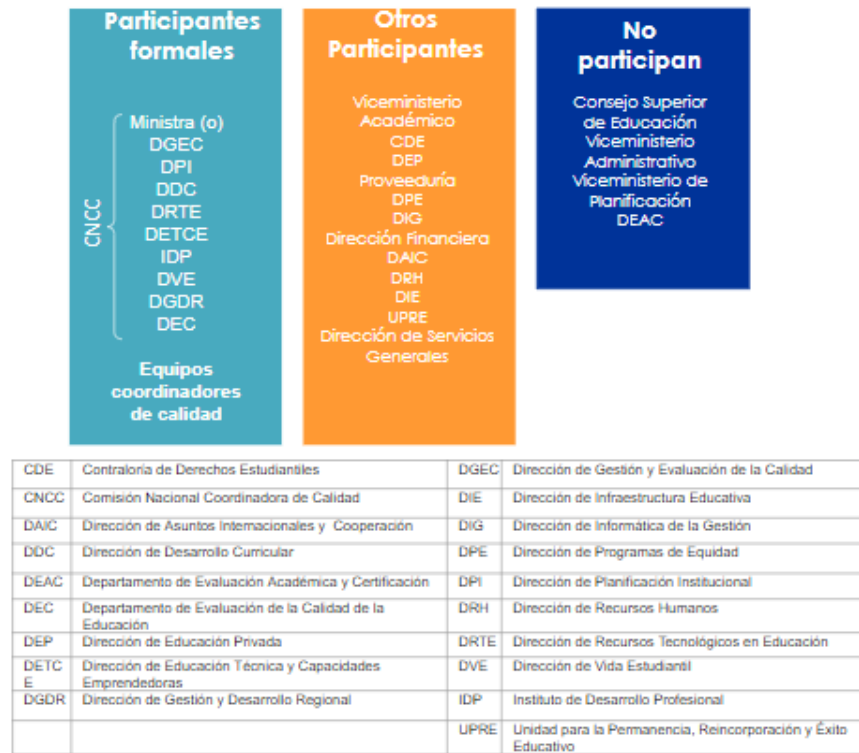 Participantes
formales
CNCC
Ministra (o)
DGEC
DPI
DDC
DRTE
DETCE
IDP
DVE
DGDR
DEC
Equipos
coordinadores
de calidad
Otros
Participantes
Viceministerio
Académico
CDE
DEP
Proveeduría
DPE
DIG
Dirección Financiera
DAIC
DRH
DIE
UPRE
Dirección de Servicios
Generales
No
participan
Consejo Superior
de Educación
Viceministerio
Administrativo
Viceministerio de
Planificación
DEAC
CDE Contraloría de Derechos Estudiantiles DGEC Dirección de Gestión y Evaluación de la Calidad
CNCC Comisión Nacional Coordinadora de Calidad DIE Dirección de Infraestructura Educativa
DAIC Dirección de Asuntos Internacionales y Cooperación DIG Dirección de Informática de la Gestión
DDC Dirección de Desarrollo Curricular DPE Dirección de Programas de Equidad
DEAC Departamento de Evaluación Académica y Certificación DPI Dirección de Planificación Institucional
DEC Departamento de Evaluación de la Calidad de la DRH Dirección de Recursos Humanos
Educación
DEP Dirección de Educación Privada DRTE Dirección de Recursos Tecnológicos en Educación
DETC Dirección de Educación Técnica y Capacidades DVE Dirección de Vida Estudiantil
E Emprendedoras
DGDR Dirección de Gestión y Desarrollo Regional IDP Instituto de Desarrollo Profesional
UPRE Unidad para la Permanencia, Reincorporación y Éxito
Educativo